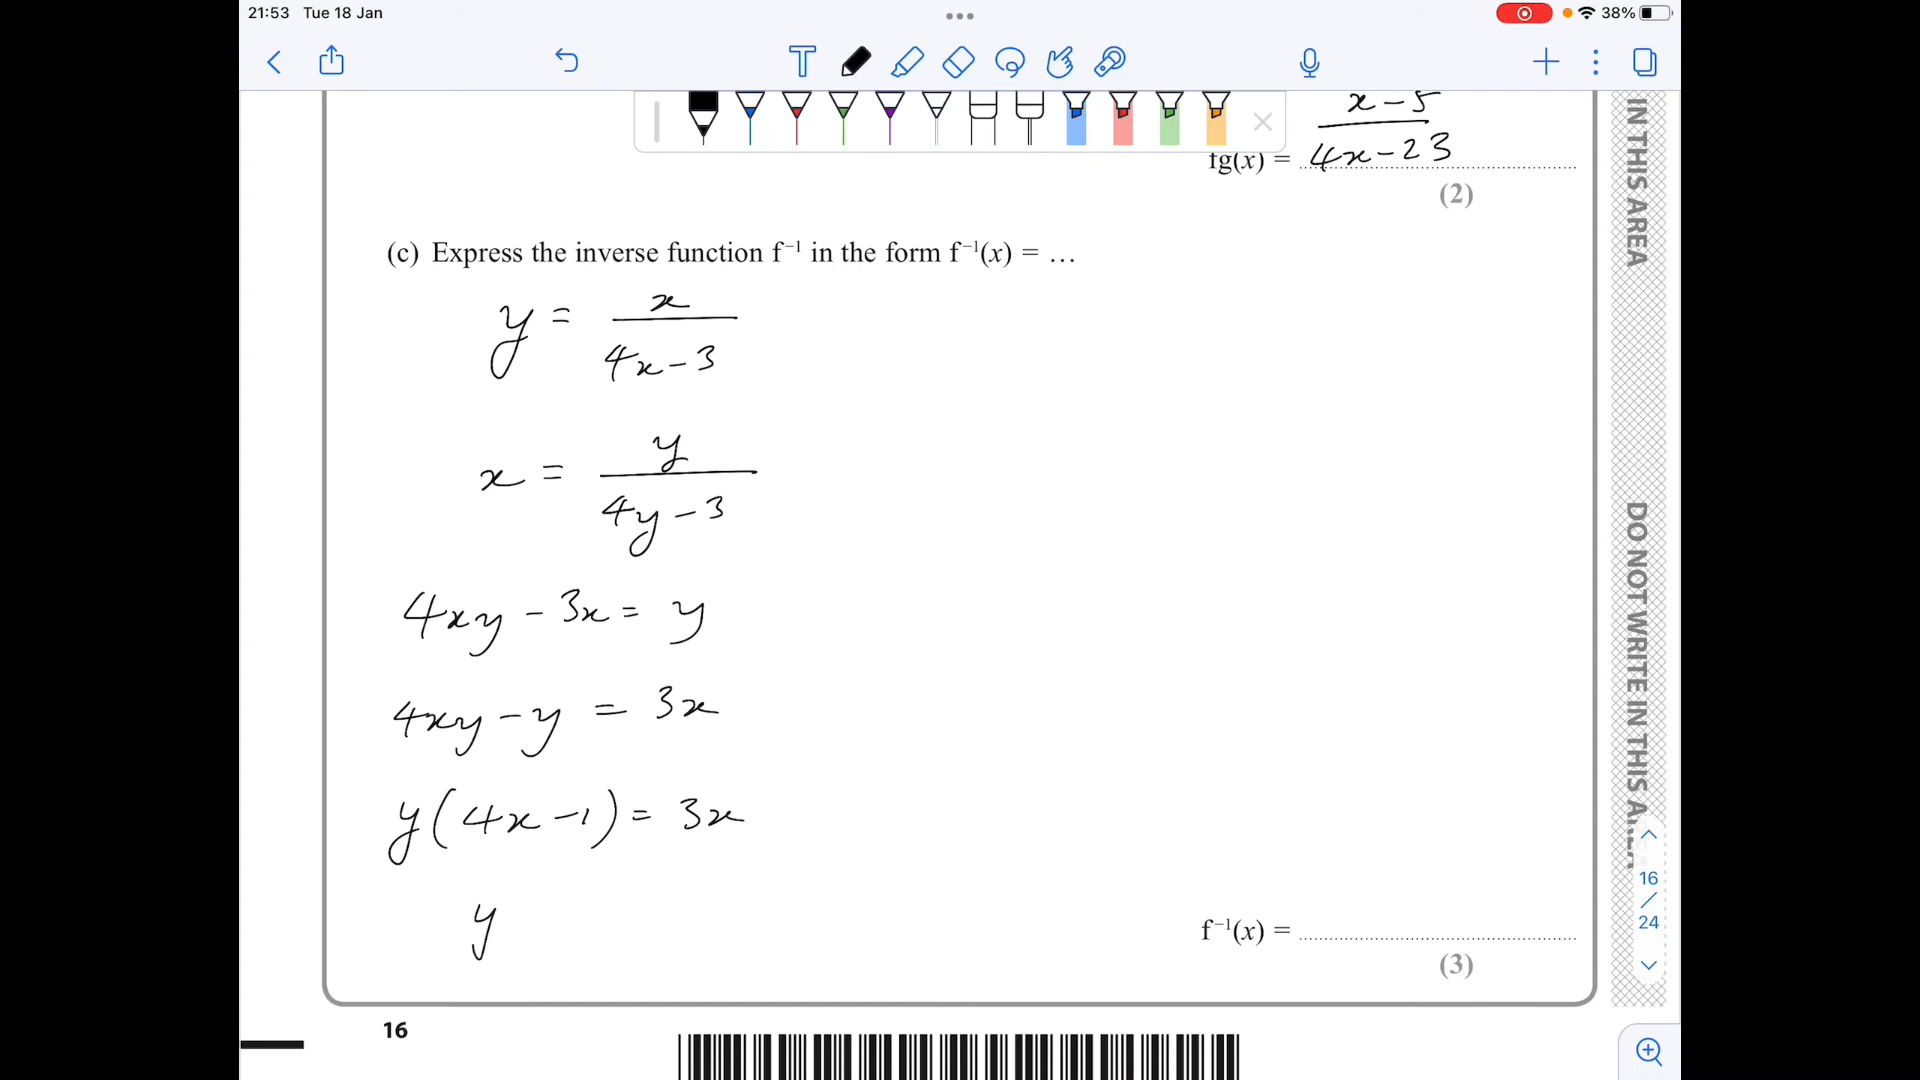 21:53 Tue 18 Jan
38%
x - 5
fg(x) = 4x - 23
(2)
(c) Express the inverse function f⁻¹ in the form f⁻¹(x) = …
y = x / 4x - 3
x = y / 4y - 3
4xy - 3x = y
4xy - y = 3x
y(4x - 1) = 3x
y
f⁻¹(x) =
(3)
16
IN THIS AREA
DO NOT WRITE IN THIS AREA
16
/
24